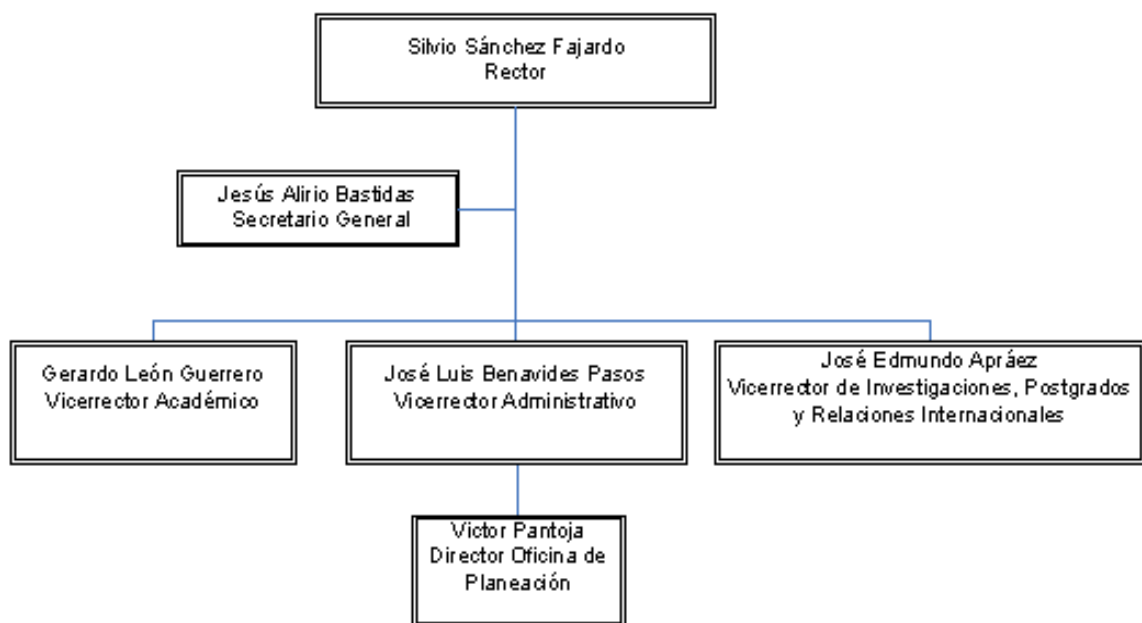 Silvio Sánchez Fajardo
Rector
Jesús Alirio Bastidas
Secretario General
Gerardo León Guerrero
Vicerrector Académico
José Luis Benavides Pasos
Vicerrector Administrativo
José Edmundo Apráez
Vicerrector de Investigaciones, Postgrados
y Relaciones Internacionales
Victor Pantoja
Director Oficina de
Planeación